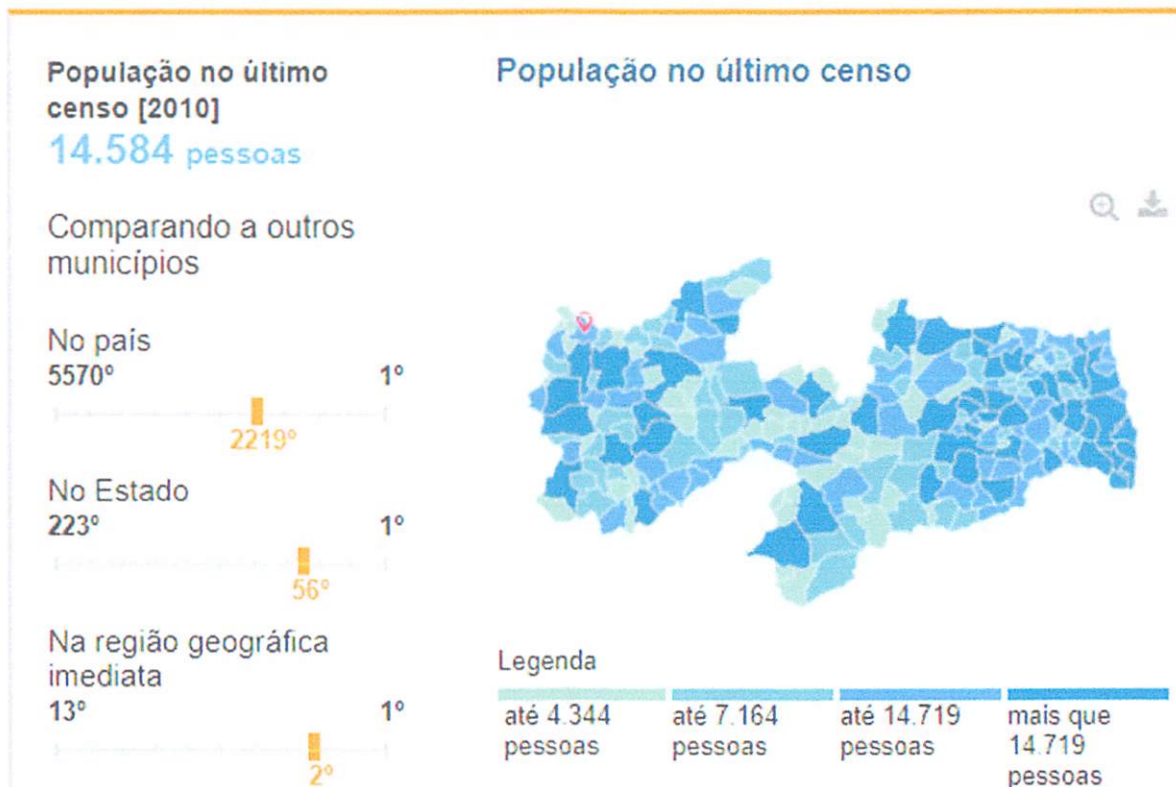 População no último
censo [2010]
14.584 pessoas
Comparando a outros
municípios
No país
5570º 1º
2219º
No Estado
223º 1º
56º
Na região geográfica
imediata
13º 1º
2º
População no último censo
Legenda
até 4.344
pessoas
até 7.164
pessoas
até 14.719
pessoas
mais que
14.719
pessoas